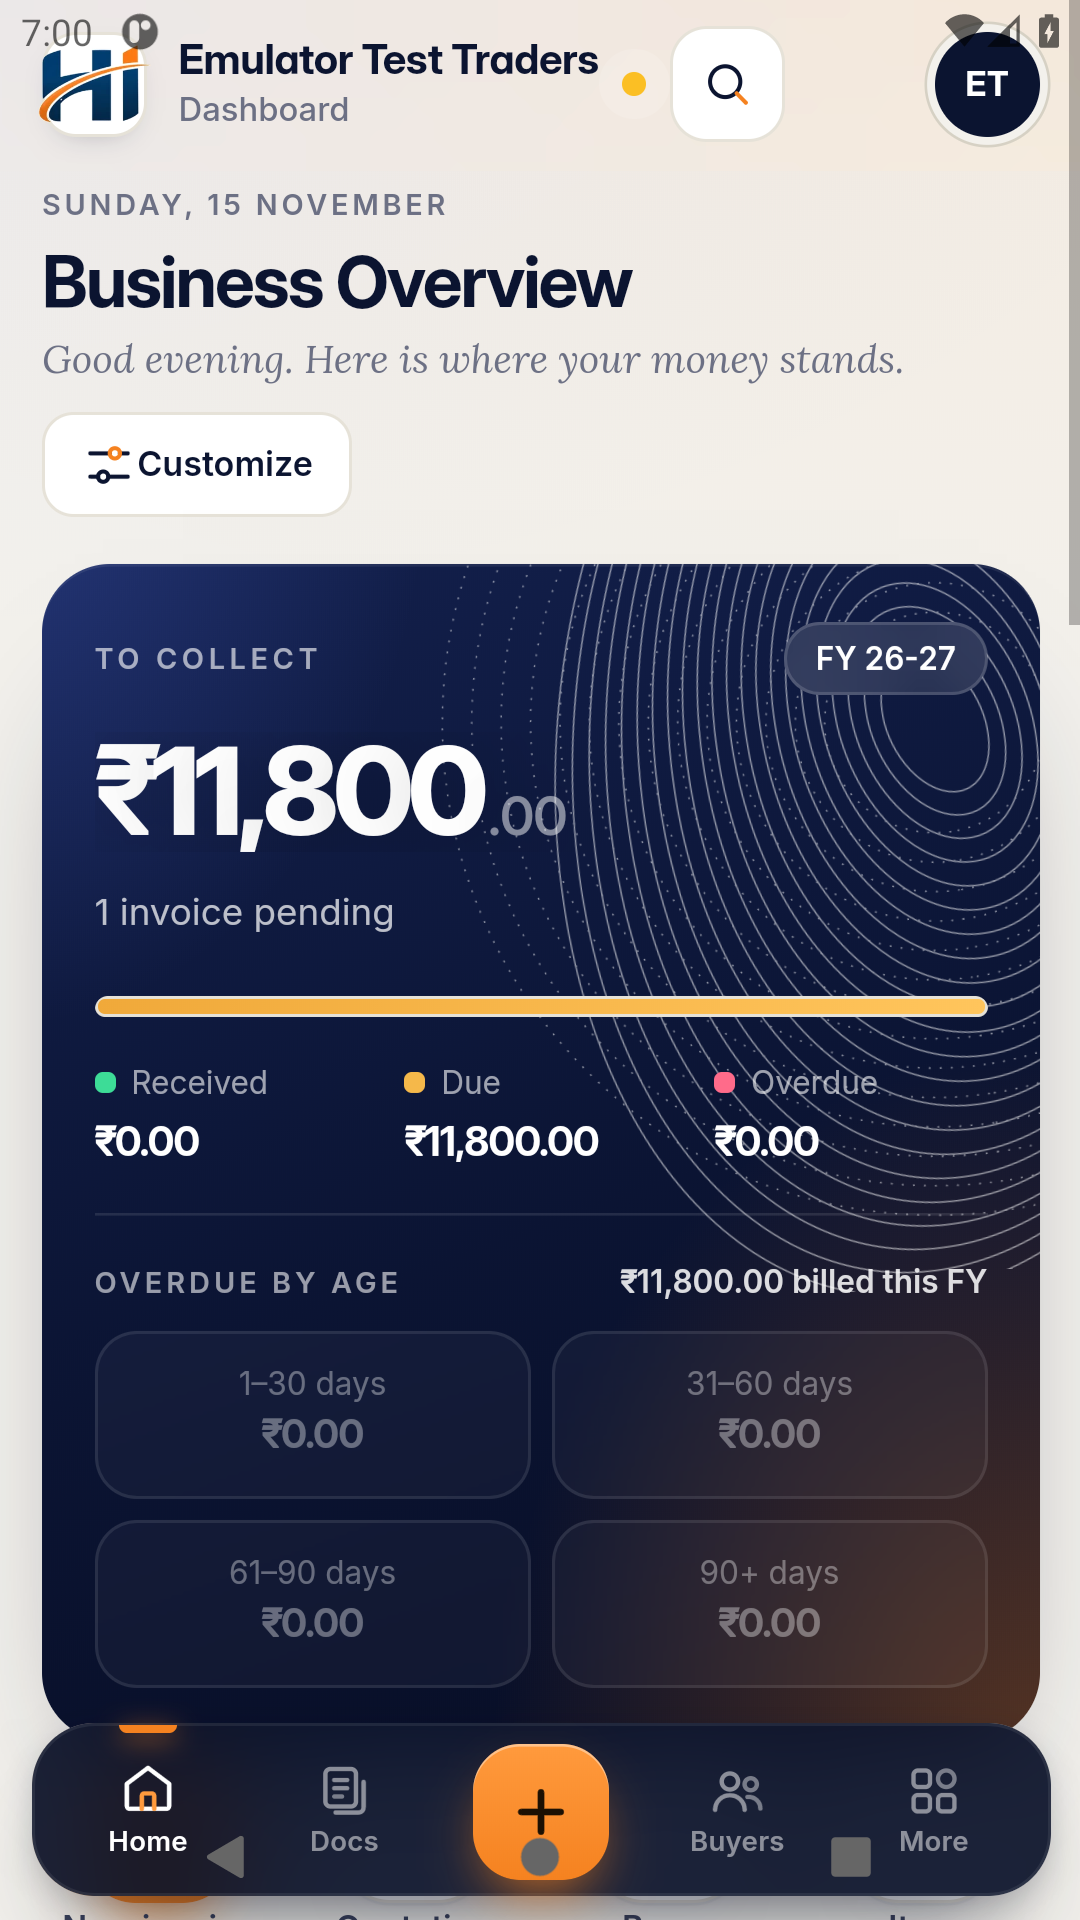 7:00
Hi
Emulator Test Traders
Dashboard
ET
SUNDAY, 15 NOVEMBER
Business Overview
Good evening. Here is where your money stands.
Customize
TO COLLECT
FY 26-27
₹11,800.00
1 invoice pending
Received Due Overdue
₹0.00 ₹11,800.00 ₹0.00
OVERDUE BY AGE ₹11,800.00 billed this FY
1–30 days 31–60 days
₹0.00 ₹0.00
61–90 days 90+ days
₹0.00 ₹0.00
Home Docs Buyers More